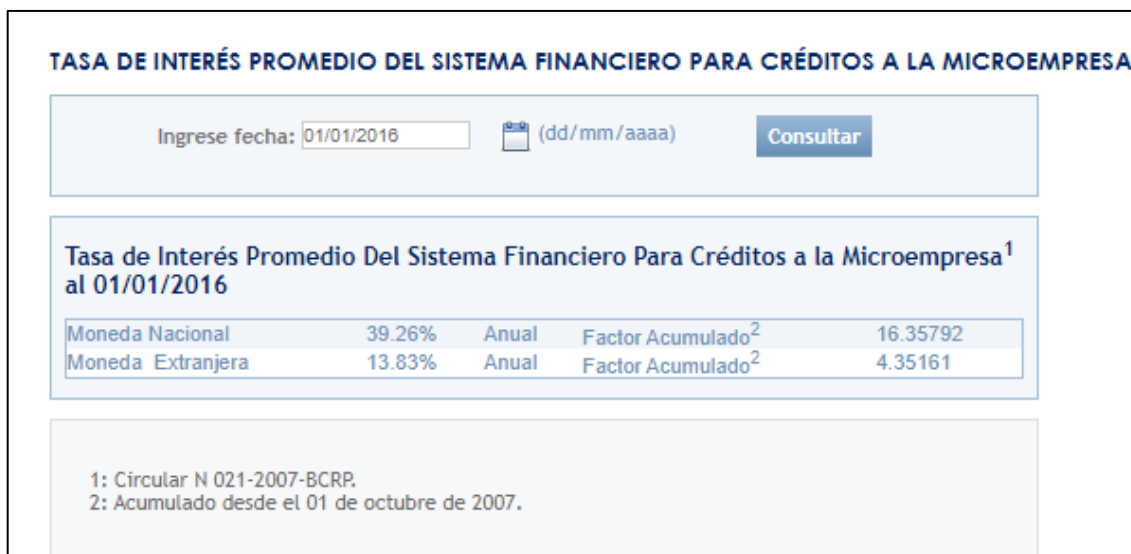 TASA DE INTERÉS PROMEDIO DEL SISTEMA FINANCIERO PARA CRÉDITOS A LA MICROEMPRESA
Ingrese fecha: 01/01/2016 (dd/mm/aaaa) Consultar
Tasa de Interés Promedio Del Sistema Financiero Para Créditos a la Microempresa1
al 01/01/2016
Moneda Nacional 39.26% Anual Factor Acumulado2 16.35792
Moneda Extranjera 13.83% Anual Factor Acumulado2 4.35161
1: Circular N 021-2007-BCRP.
2: Acumulado desde el 01 de octubre de 2007.